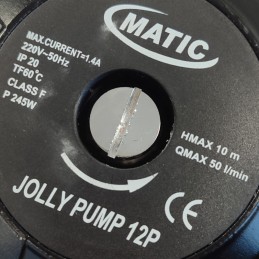 MATIC
MAX.CURRENT=1.4A
220V~50Hz
IP 20
TF60°C
CLASS F
P 245W
HMAX 10 m
QMAX 50 l/min
CE
JOLLY PUMP 12P